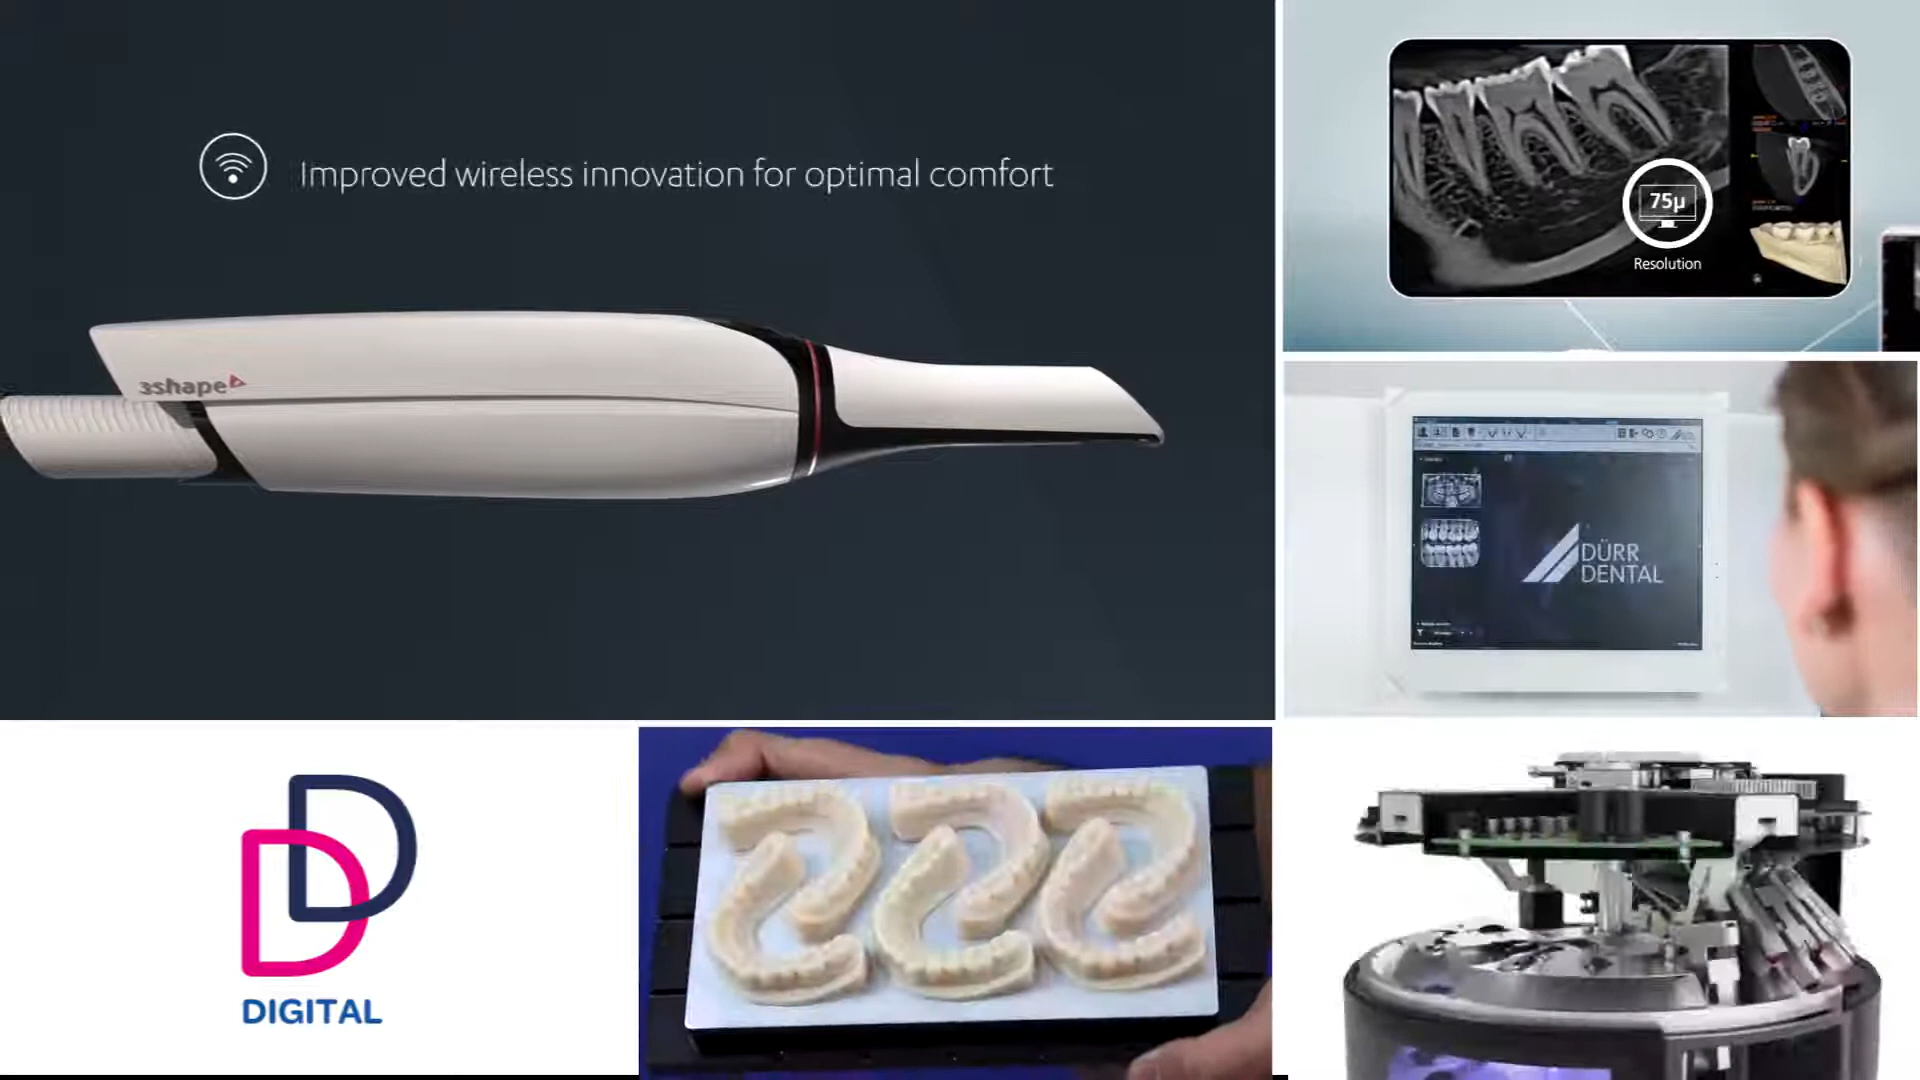 Improved wireless innovation for optimal comfort
3shape
75µ
Resolution
DÜRR
DENTAL
DIGITAL